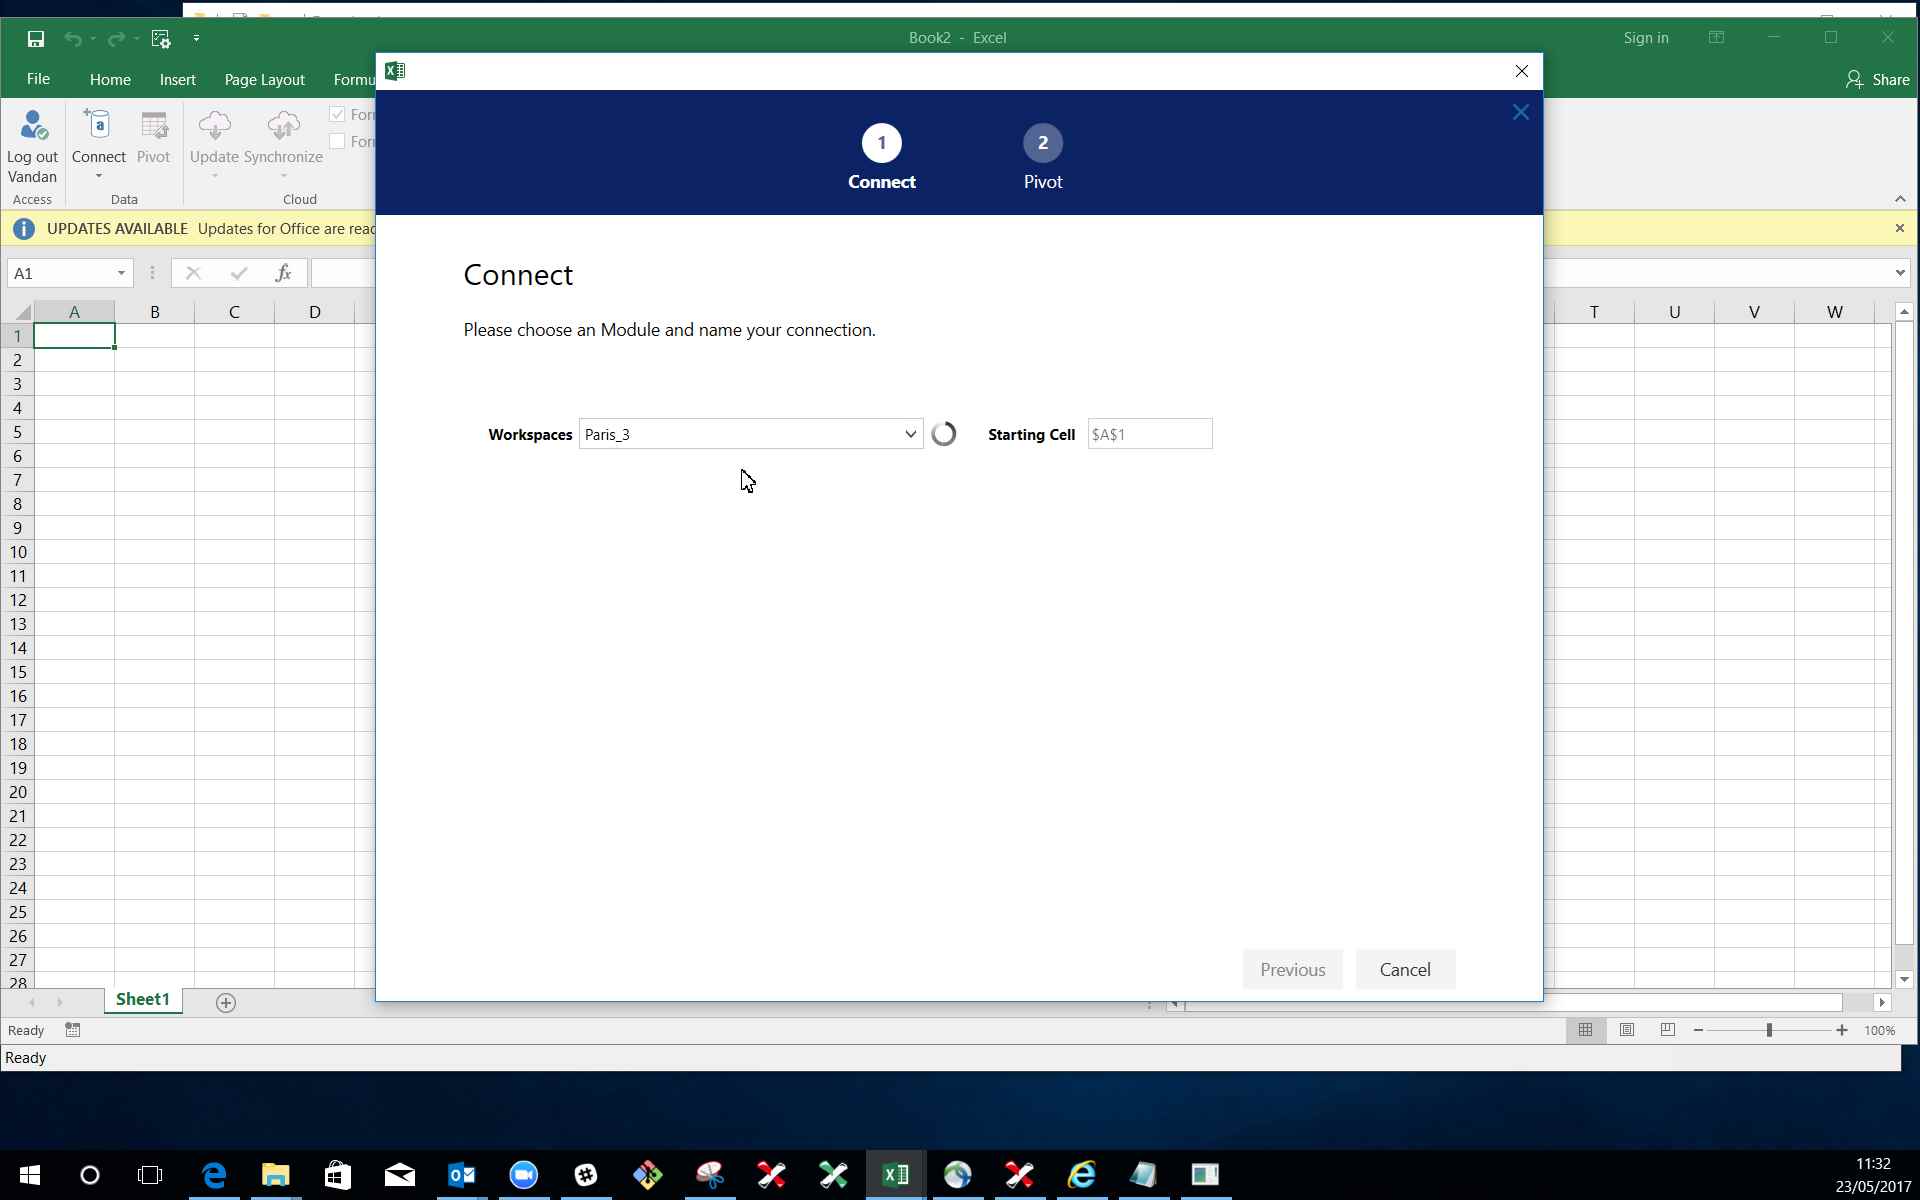 Book2 - Excel
Sign in
File
Home
Insert
Page Layout
Share
Log out
Vandan
Connect
Pivot
Update
Synchronize
Access
Data
Cloud
UPDATES AVAILABLE Updates for Office are
A1
fx
1
2
Connect
Pivot
Connect
Please choose an Module and name your connection.
Workspaces
Paris_3
Starting Cell
$A$1
Previous
Cancel
A B C D T U V W
1
2
3
4
5
6
7
8
9
10
11
12
13
14
15
16
17
18
19
20
21
22
23
24
25
26
27
28
Sheet1
Ready
100%
Ready
11:32
23/05/2017